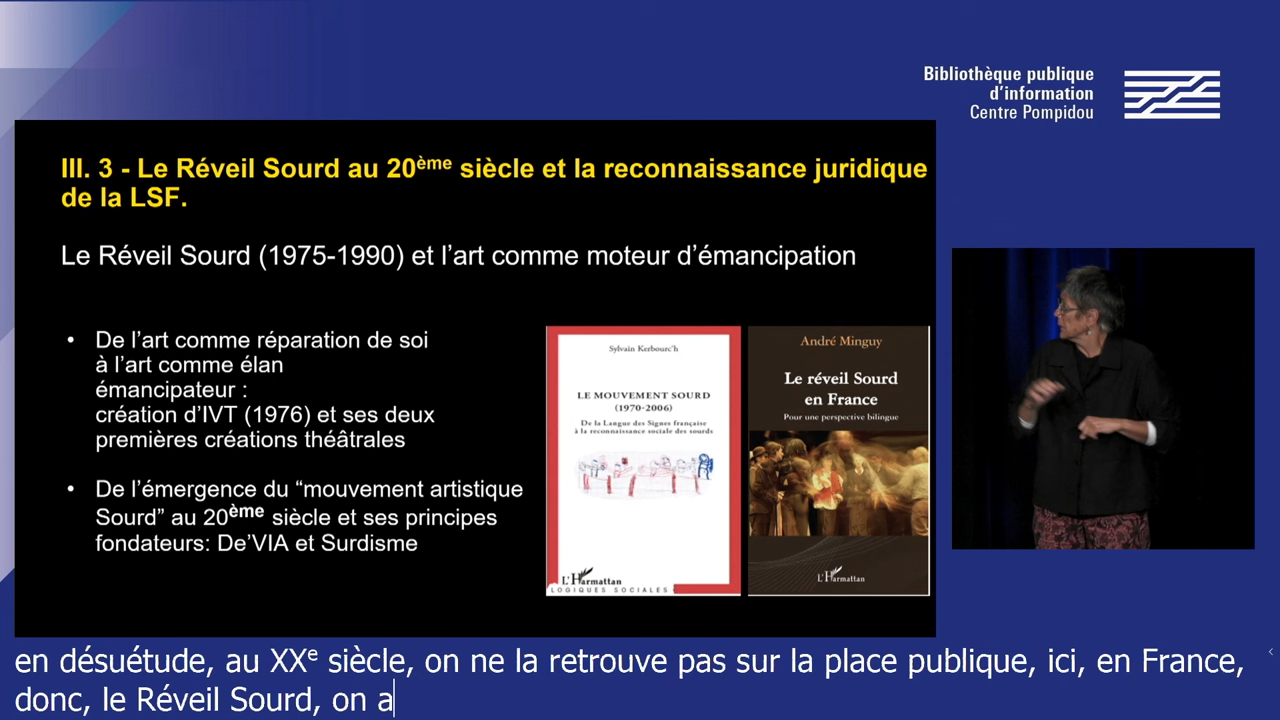 Bibliothèque publique
d'information
Centre Pompidou
III. 3 - Le Réveil Sourd au 20ème siècle et la reconnaissance juridique
de la LSF.
Le Réveil Sourd (1975-1990) et l'art comme moteur d'émancipation
• De l'art comme réparation de soi
à l'art comme élan
émancipateur :
création d'IVT (1976) et ses deux
premières créations théâtrales
• De l'émergence du “mouvement artistique
Sourd” au 20ème siècle et ses principes
fondateurs: De'VIA et Surdisme
Sylvain Kerbourc'h
LE MOUVEMENT SOURD
(1970-2006)
De la Langue des Signes française
à la reconnaissance sociale des sourds
L'Harmattan
LOGIQUES SOCIALES
André Minguy
Le réveil Sourd
en France
Pour une perspective bilingue
L'Harmattan
en désuétude, au XXe siècle, on ne la retrouve pas sur la place publique, ici, en France,
donc, le Réveil Sourd, on a